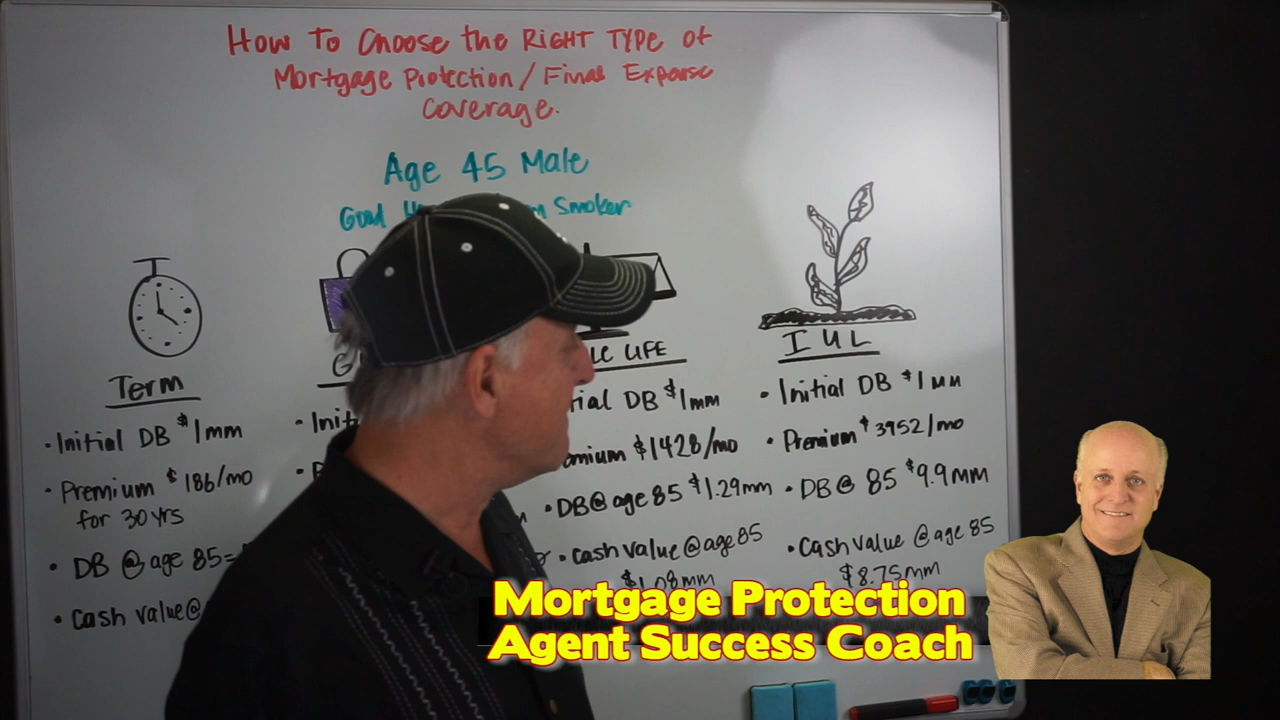 How To Choose the RIGHT TYPE of
Mortgage Protection / Final Expense
Coverage.
Age 45 Male
Good Smoker
Term
• Initial DB $1mm
• Premium $186/mo
for 30 yrs
• DB @ age 85=
• Cash value @
LIFE
DB $1mm
$1428/mo
• DB @ age 85 $1.29mm
• cash value @ age 85
$1.08mm
IUL
• Initial DB $1mm
• Premium $3952/mo
• DB @ 85 $9.9mm
• Cash value @ age 85
$8.75mm
Mortgage Protection
Agent Success Coach